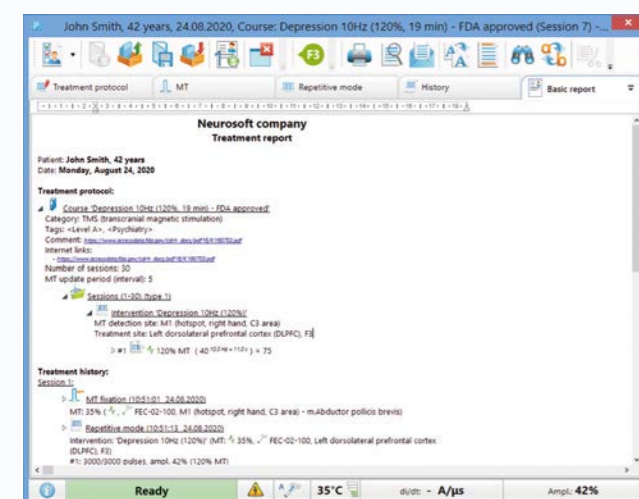 John Smith, 42 years, 24.08.2020, Course: Depression 10Hz (120%, 19 min) - FDA approved (Session 7) -...
F3
Treatment protocol MT Repetitive mode History Basic report
Neurosoft company
Treatment report
Patient: John Smith, 42 years
Date: Monday, August 24, 2020
Treatment protocol:
Course 'Depression 10Hz (120%, 19 min) - FDA approved'
Category: TMS (transcranial magnetic stimulation)
Tags: <Level A>, <Psychiatry>
Comment:
Internet links:
Number of sessions: 30
MT update period (interval): 5
Sessions (1-30) (type 1)
Intervention 'Depression 10Hz (120%)'
MT detection site: M1 (hotspot, right hand, C3 area)
Treatment site: Left dorsolateral prefrontal cortex (DLPFC), F3
#1 120% MT ( 40 10,0 Hz • 11,0 s ) × 75
Treatment history:
Session 1:
MT fixation (10:51:01 24.08.2020)
MT: 35% ( , FEC-02-100, M1 (hotspot, right hand, C3 area) - m.Abductor pollicis brevis)
Repetitive mode (10:51:13 24.08.2020)
Intervention: 'Depression 10Hz (120%)' (MT: 35%, FEC-02-100, Left dorsolateral prefrontal cortex
(DLPFC), F3)
#1: 3000/3000 pulses, ampl. 42% (120% MT)
Ready 35°C di/dt: - A/µs Ampl.: 42%